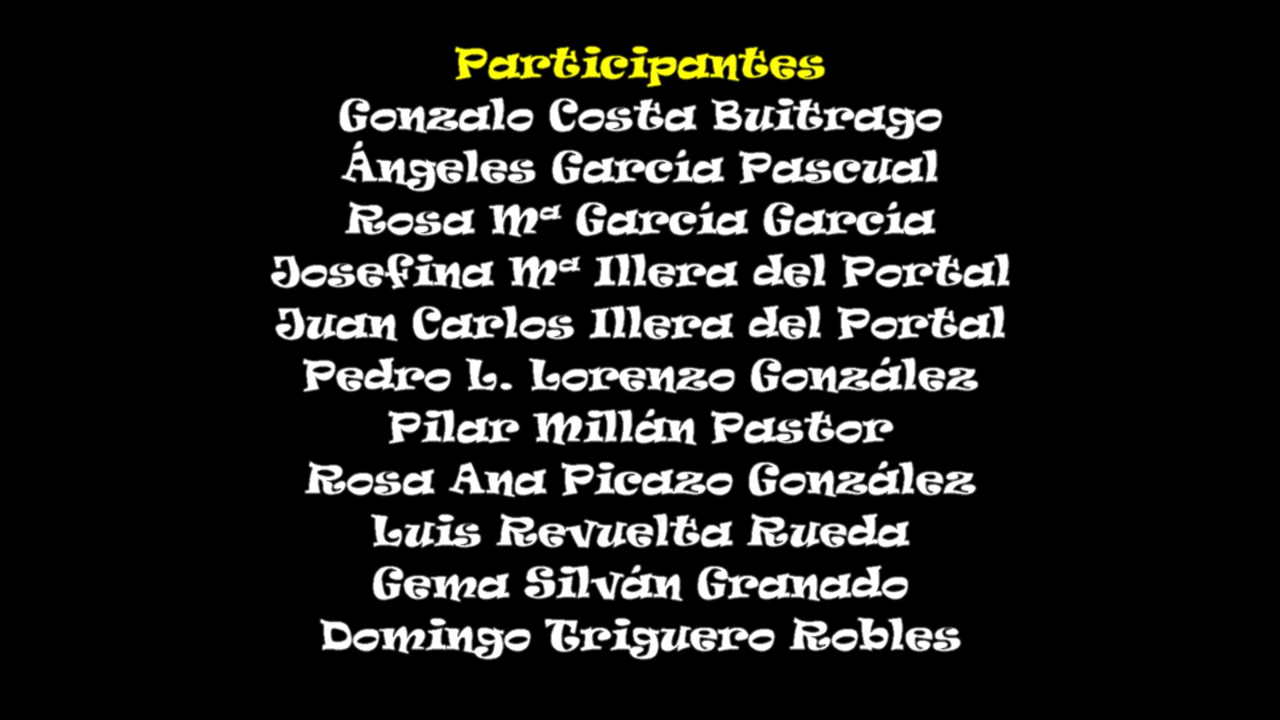 Participantes
Gonzalo Costa Buitrago
Ángeles García Pascual
Rosa Mª García García
Josefina Mª Illera del Portal
Juan Carlos Illera del Portal
Pedro L. Lorenzo González
Pilar Millán Pastor
Rosa Ana Picazo González
Luis Revuelta Rueda
Gema Silván Granado
Domingo Triguero Robles